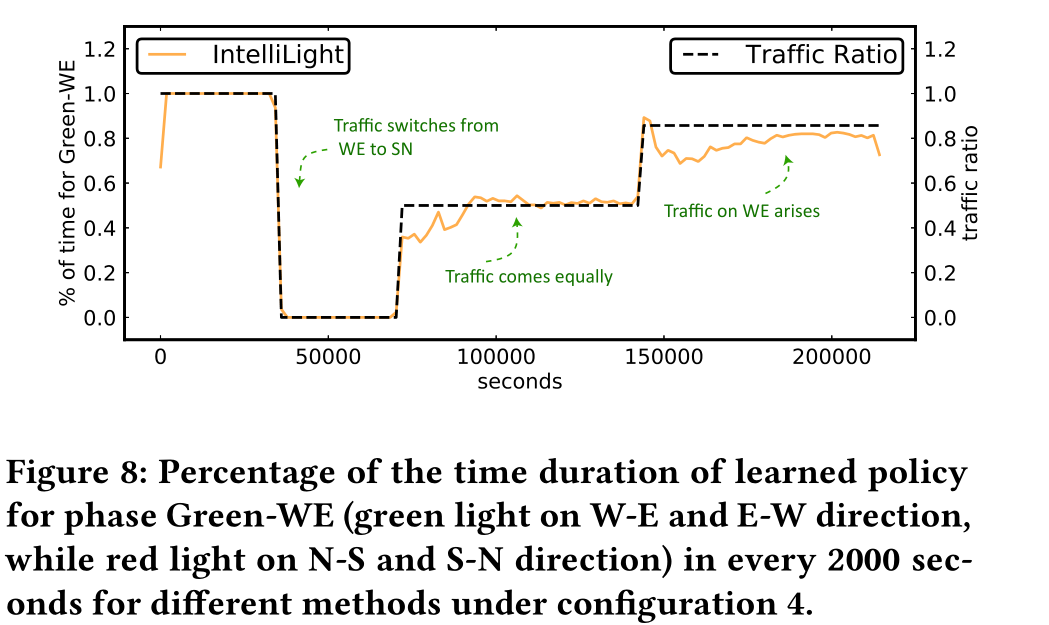 IntelliLight
Traffic Ratio
% of time for Green-WE
1.2
1.0
0.8
0.6
0.4
0.2
0.0
Traffic switches from
WE to SN
Traffic comes equally
Traffic on WE arises
1.2
1.0
0.8
0.6
0.4
0.2
0.0
traffic ratio
0 50000 100000 150000 200000
seconds
Figure 8: Percentage of the time duration of learned policy
for phase Green-WE (green light on W-E and E-W direction,
while red light on N-S and S-N direction) in every 2000 sec-
onds for different methods under configuration 4.